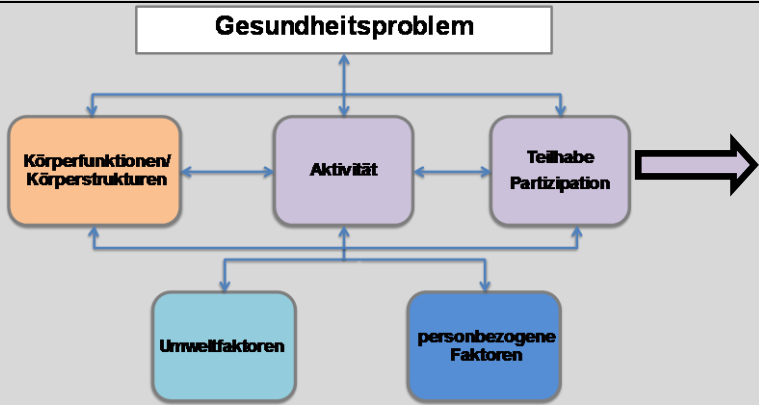 Gesundheitsproblem
Körperfunktionen/
Körperstrukturen
Aktivität
Teilhabe
Partizipation
Umweltfaktoren
personbezogene
Faktoren